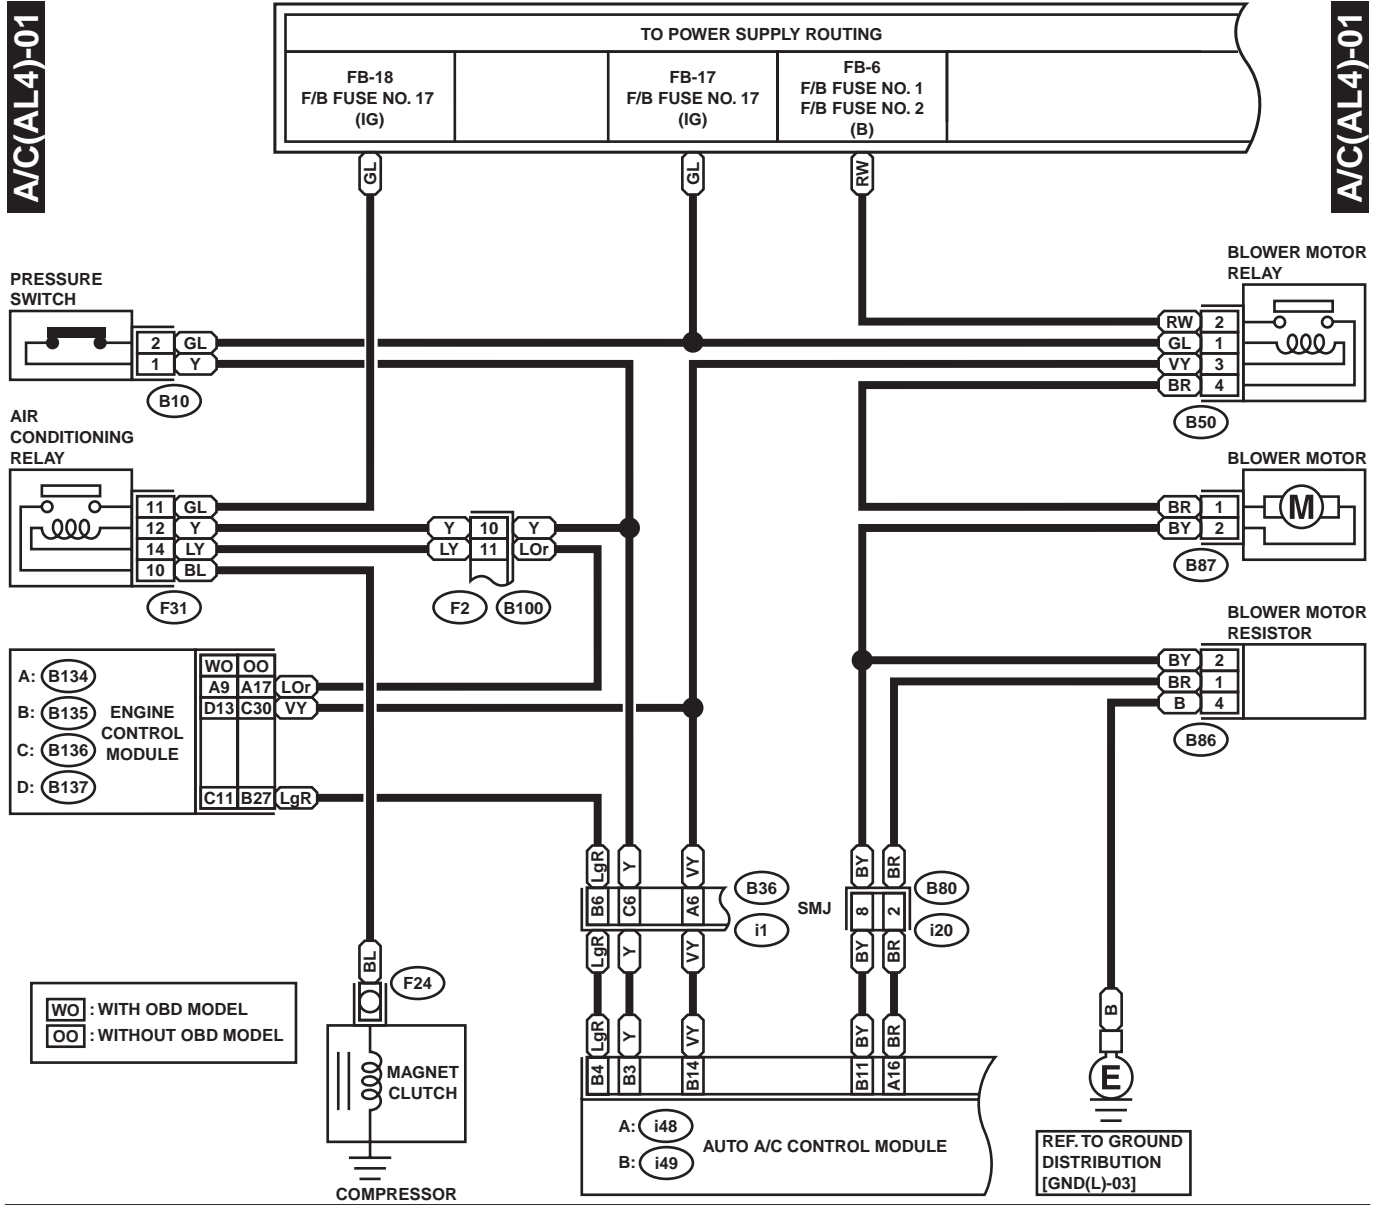 A/C(AL4)-01
A/C(AL4)-01
TO POWER SUPPLY ROUTING
FB-18
F/B FUSE NO. 17
(IG)
FB-17
F/B FUSE NO. 17
(IG)
FB-6
F/B FUSE NO. 1
F/B FUSE NO. 2
(B)
GL
GL
RW
PRESSURE
SWITCH
2 GL
1 Y
B10
BLOWER MOTOR
RELAY
RW 2
GL 1
VY 3
BR 4
B50
AIR
CONDITIONING
RELAY
11 GL
12 Y
14 LY
10 BL
F31
Y 10 Y
LY 11 LOr
F2 B100
BLOWER MOTOR
BR 1
BY 2
M
B87
BLOWER MOTOR
RESISTOR
BY 2
BR 1
B 4
B86
A: B134
B: B135
C: B136
D: B137
ENGINE
CONTROL
MODULE
WO OO
A9 A17 LOr
D13 C30 VY
C11 B27 LgR
LgR Y VY BY BR
B6 C6 A6
B36
i1
SMJ
8 2
B80
i20
LgR Y VY BY BR
LgR Y VY BY BR
B4 B3 B14 B11 A16
A: i48
B: i49
AUTO A/C CONTROL MODULE
BL
F24
MAGNET
CLUTCH
COMPRESSOR
WO : WITH OBD MODEL
OO : WITHOUT OBD MODEL
B
E
REF. TO GROUND
DISTRIBUTION
[GND(L)-03]